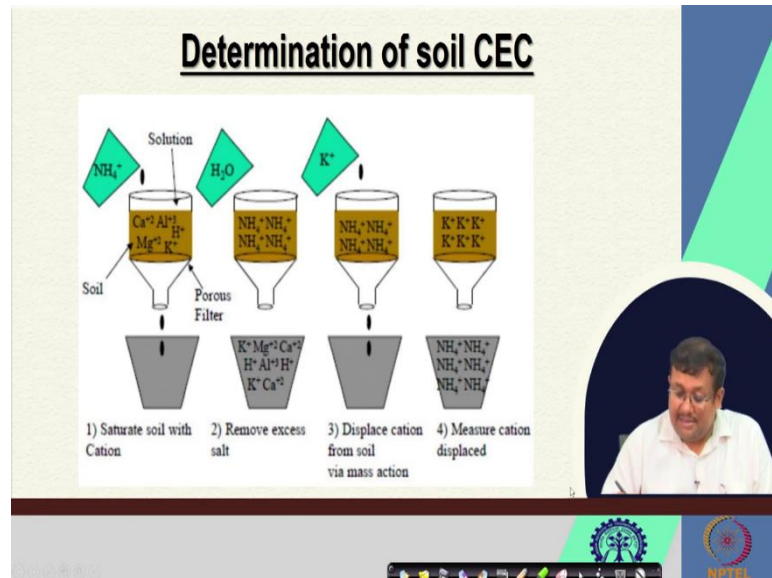 Determination of soil CEC
Solution
NH₄⁺
H₂O
K⁺
Ca⁺² Al⁺³
H⁺
Mg⁺² K⁺
NH₄⁺NH₄⁺
NH₄⁺NH₄⁺
NH₄⁺NH₄⁺
NH₄⁺NH₄⁺
K⁺K⁺K⁺
K⁺K⁺K⁺
Soil
Porous
Filter
K⁺ Mg⁺² Ca⁺²
H⁺ Al⁺³ H⁺
K⁺ Ca⁺²
NH₄⁺NH₄⁺
NH₄⁺NH₄⁺
NH₄⁺NH₄⁺
1) Saturate soil with
Cation
2) Remove excess
salt
3) Displace cation
from soil
via mass action
4) Measure cation
displaced
NPTEL